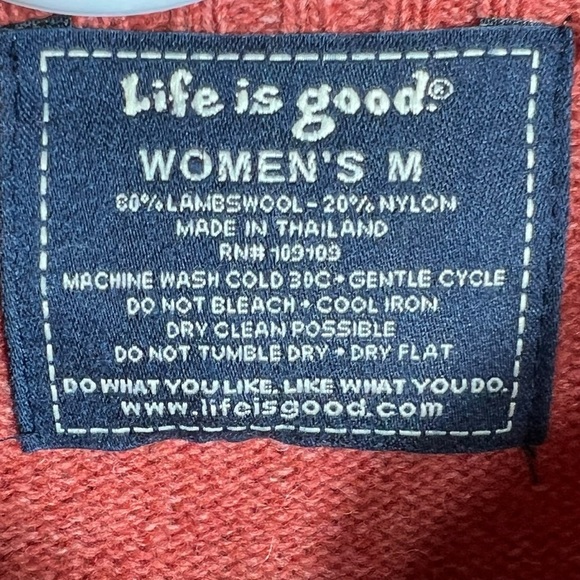 Life is good.®
WOMEN'S M
80% LAMBSWOOL - 20% NYLON
MADE IN THAILAND
RN# 109109
MACHINE WASH COLD 30C • GENTLE CYCLE
DO NOT BLEACH • COOL IRON
DRY CLEAN POSSIBLE
DO NOT TUMBLE DRY • DRY FLAT
DO WHAT YOU LIKE. LIKE WHAT YOU DO.
www.lifeisgood.com